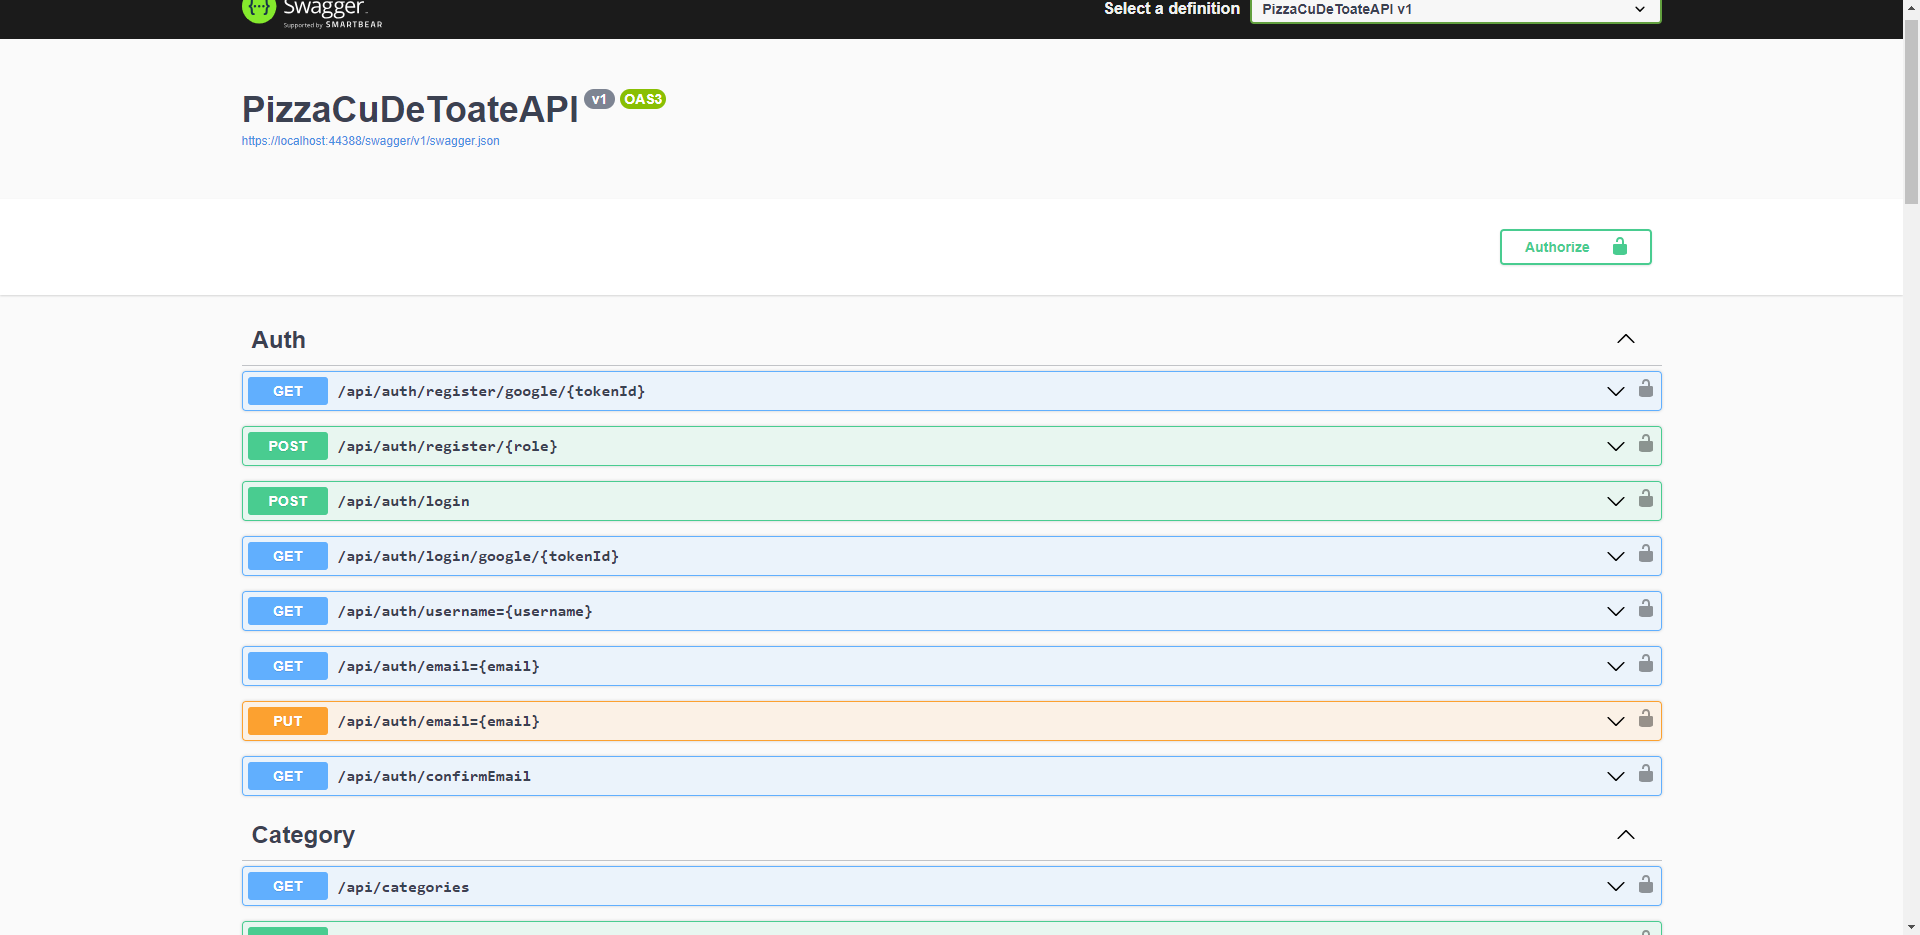 Swagger
Supported by SMARTBEAR
Select a definition
PizzaCuDeToateAPI v1
PizzaCuDeToateAPI v1 OAS3
https://localhost:44388/swagger/v1/swagger.json
Authorize
Auth
GET /api/auth/register/google/{tokenId}
POST /api/auth/register/{role}
POST /api/auth/login
GET /api/auth/login/google/{tokenId}
GET /api/auth/username={username}
GET /api/auth/email={email}
PUT /api/auth/email={email}
GET /api/auth/confirmEmail
Category
GET /api/categories